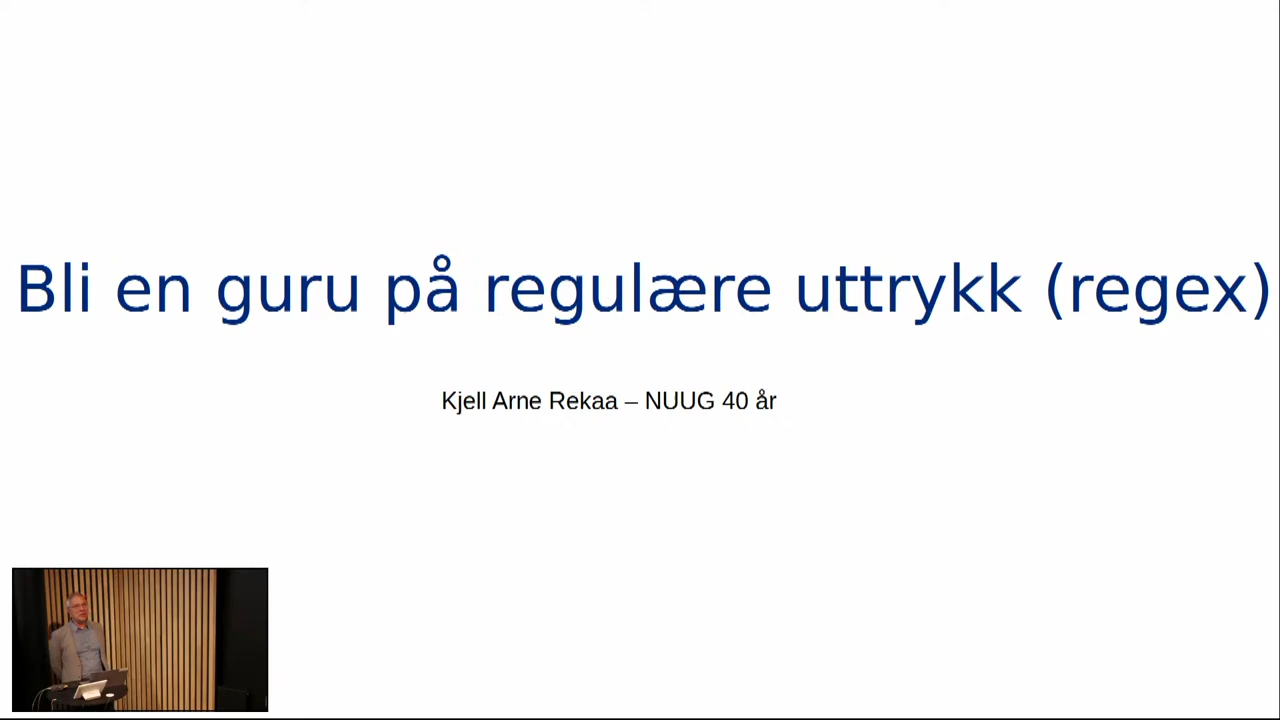 Bli en guru på regulære uttrykk (regex)
Kjell Arne Rekaa – NUUG 40 år